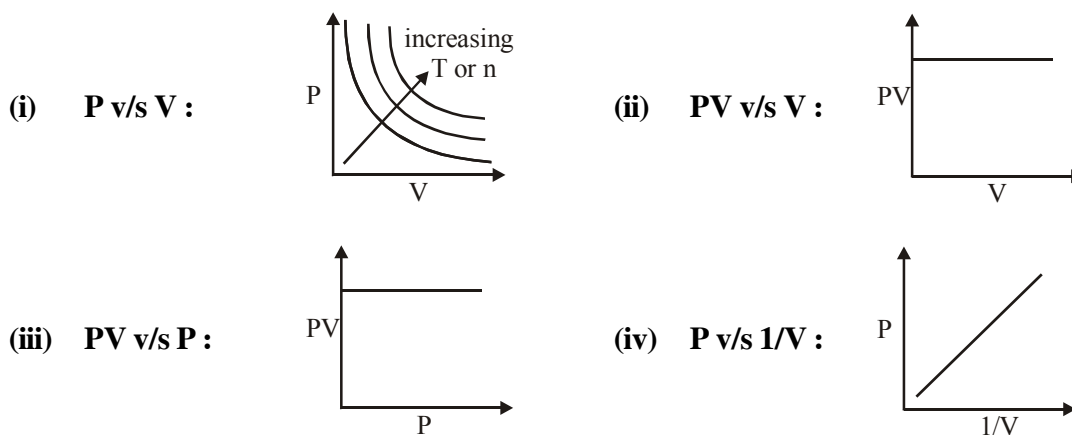 (i) P v/s V :
increasing
T or n
P
V
(ii) PV v/s V :
PV
V
(iii) PV v/s P :
PV
P
(iv) P v/s 1/V :
P
1/V